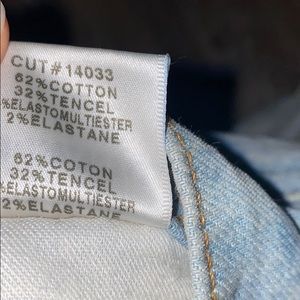 CUT#14033
62%COTTON
32%TENCEL
%ELASTOMULTIESTER
2%ELASTANE
62%COTON
32%TENCEL
%ELASTOMULTIESTER
2%ELASTANE